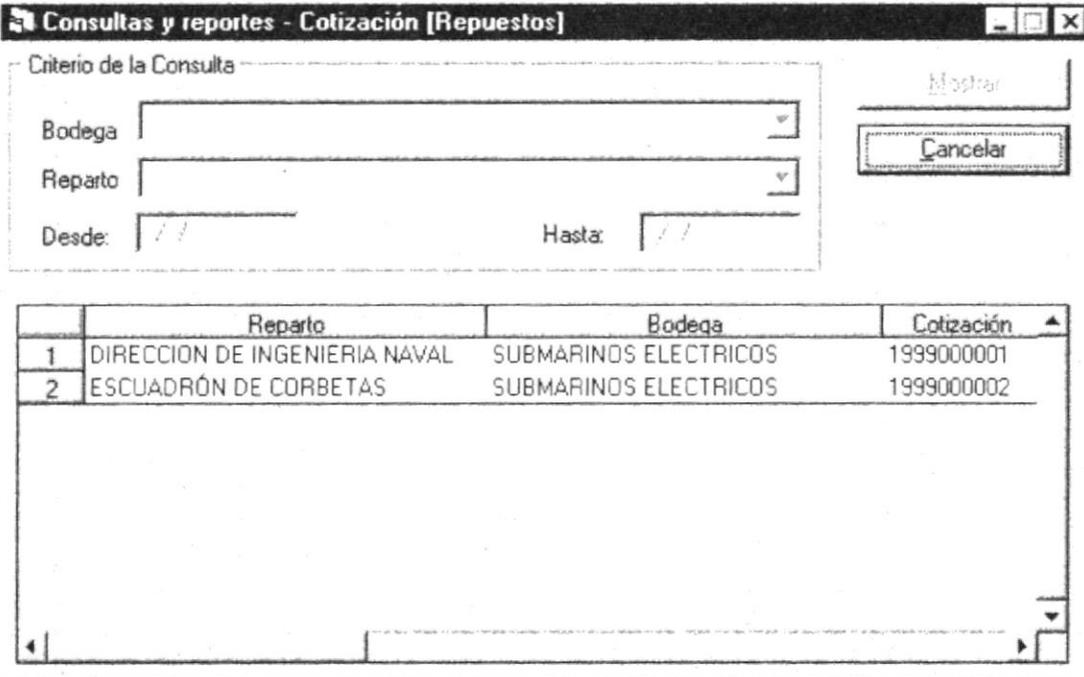 Consultas y reportes - Cotización [Repuestos]
Criterio de la Consulta
Mostrar
Bodega
Cancelar
Reparto
Desde: / / Hasta: / /
Reparto Bodega Cotización
1 DIRECCION DE INGENIERIA NAVAL SUBMARINOS ELECTRICOS 1999000001
2 ESCUADRÓN DE CORBETAS SUBMARINOS ELECTRICOS 1999000002